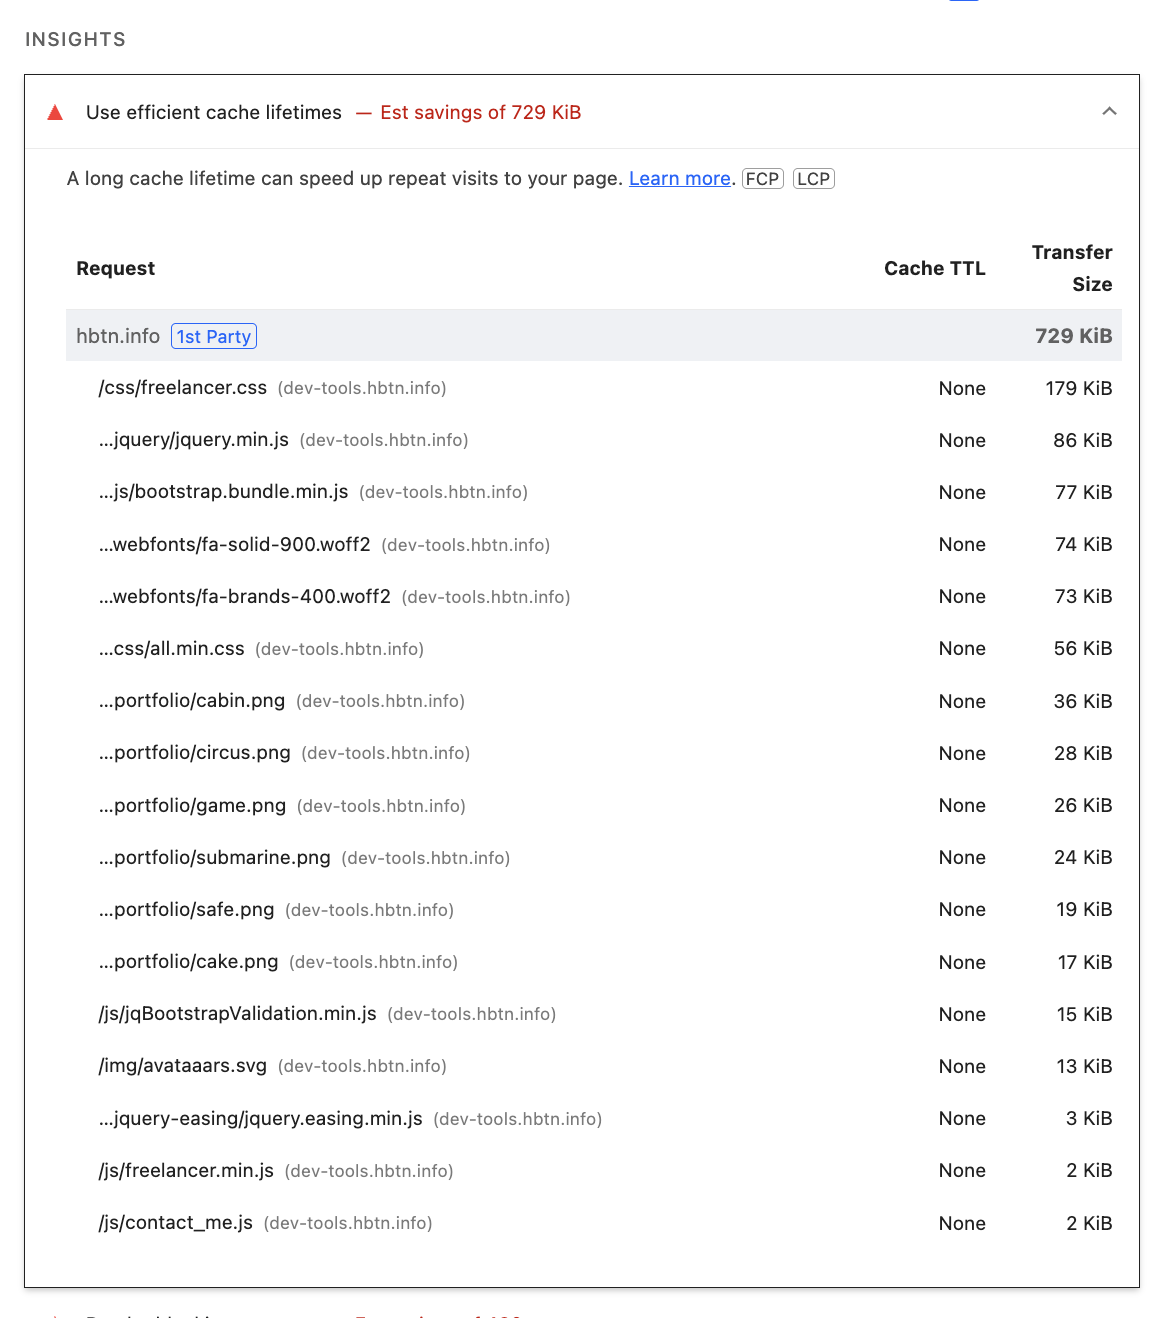 INSIGHTS
Use efficient cache lifetimes — Est savings of 729 KiB
A long cache lifetime can speed up repeat visits to your page. Learn more. FCP LCP
Request Cache TTL Transfer Size
hbtn.info 1st Party 729 KiB
/css/freelancer.css (dev-tools.hbtn.info) None 179 KiB
...jquery/jquery.min.js (dev-tools.hbtn.info) None 86 KiB
...js/bootstrap.bundle.min.js (dev-tools.hbtn.info) None 77 KiB
...webfonts/fa-solid-900.woff2 (dev-tools.hbtn.info) None 74 KiB
...webfonts/fa-brands-400.woff2 (dev-tools.hbtn.info) None 73 KiB
...css/all.min.css (dev-tools.hbtn.info) None 56 KiB
...portfolio/cabin.png (dev-tools.hbtn.info) None 36 KiB
...portfolio/circus.png (dev-tools.hbtn.info) None 28 KiB
...portfolio/game.png (dev-tools.hbtn.info) None 26 KiB
...portfolio/submarine.png (dev-tools.hbtn.info) None 24 KiB
...portfolio/safe.png (dev-tools.hbtn.info) None 19 KiB
...portfolio/cake.png (dev-tools.hbtn.info) None 17 KiB
/js/jqBootstrapValidation.min.js (dev-tools.hbtn.info) None 15 KiB
/img/avataaars.svg (dev-tools.hbtn.info) None 13 KiB
...jquery-easing/jquery.easing.min.js (dev-tools.hbtn.info) None 3 KiB
/js/freelancer.min.js (dev-tools.hbtn.info) None 2 KiB
/js/contact_me.js (dev-tools.hbtn.info) None 2 KiB